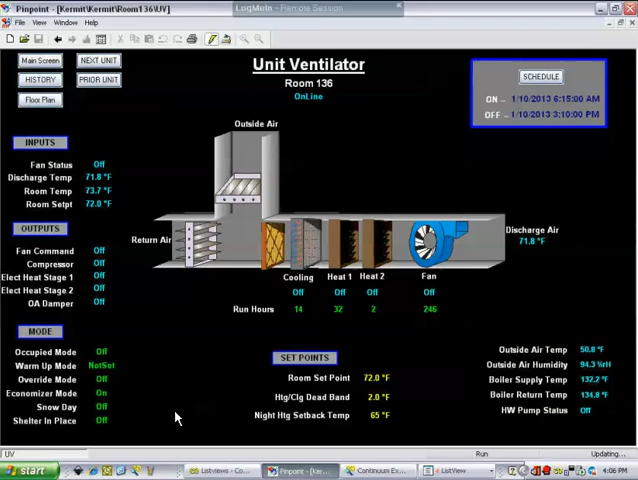 Pinpoint - [Kermit\Kermit\Room136\UV]
LogMeIn - Remote Session
File View Window Help
Main Screen NEXT UNIT
HISTORY PRIOR UNIT
Floor Plan
Unit Ventilator
Room 136
OnLine
SCHEDULE
ON – 1/10/2013 6:15:00 AM
OFF – 1/10/2013 3:10:00 PM
Outside Air
INPUTS
Fan Status Off
Discharge Temp 71.8 °F
Room Temp 73.7 °F
Room Setpt 72.0 °F
OUTPUTS
Fan Command Off
Compressor Off
Elect Heat Stage 1 Off
Elect Heat Stage 2 Off
OA Damper Off
Return Air
Discharge Air
71.8 °F
Cooling Heat 1 Heat 2 Fan
Off Off Off Off
Run Hours 14 32 2 246
MODE
Occupied Mode Off
Warm Up Mode NotSet
Override Mode Off
Economizer Mode On
Snow Day Off
Shelter In Place Off
SET POINTS
Room Set Point 72.0 °F
Htg/Clg Dead Band 2.0 °F
Night Htg Setback Temp 65 °F
Outside Air Temp 50.8 °F
Outside Air Humidity 94.3 %rH
Boiler Supply Temp 132.2 °F
Boiler Return Temp 134.8 °F
HW Pump Status Off
UV Run Updating...
start Listviews - Co... Pinpoint - [Ker... Continuum Ex... ListView 4:06 PM